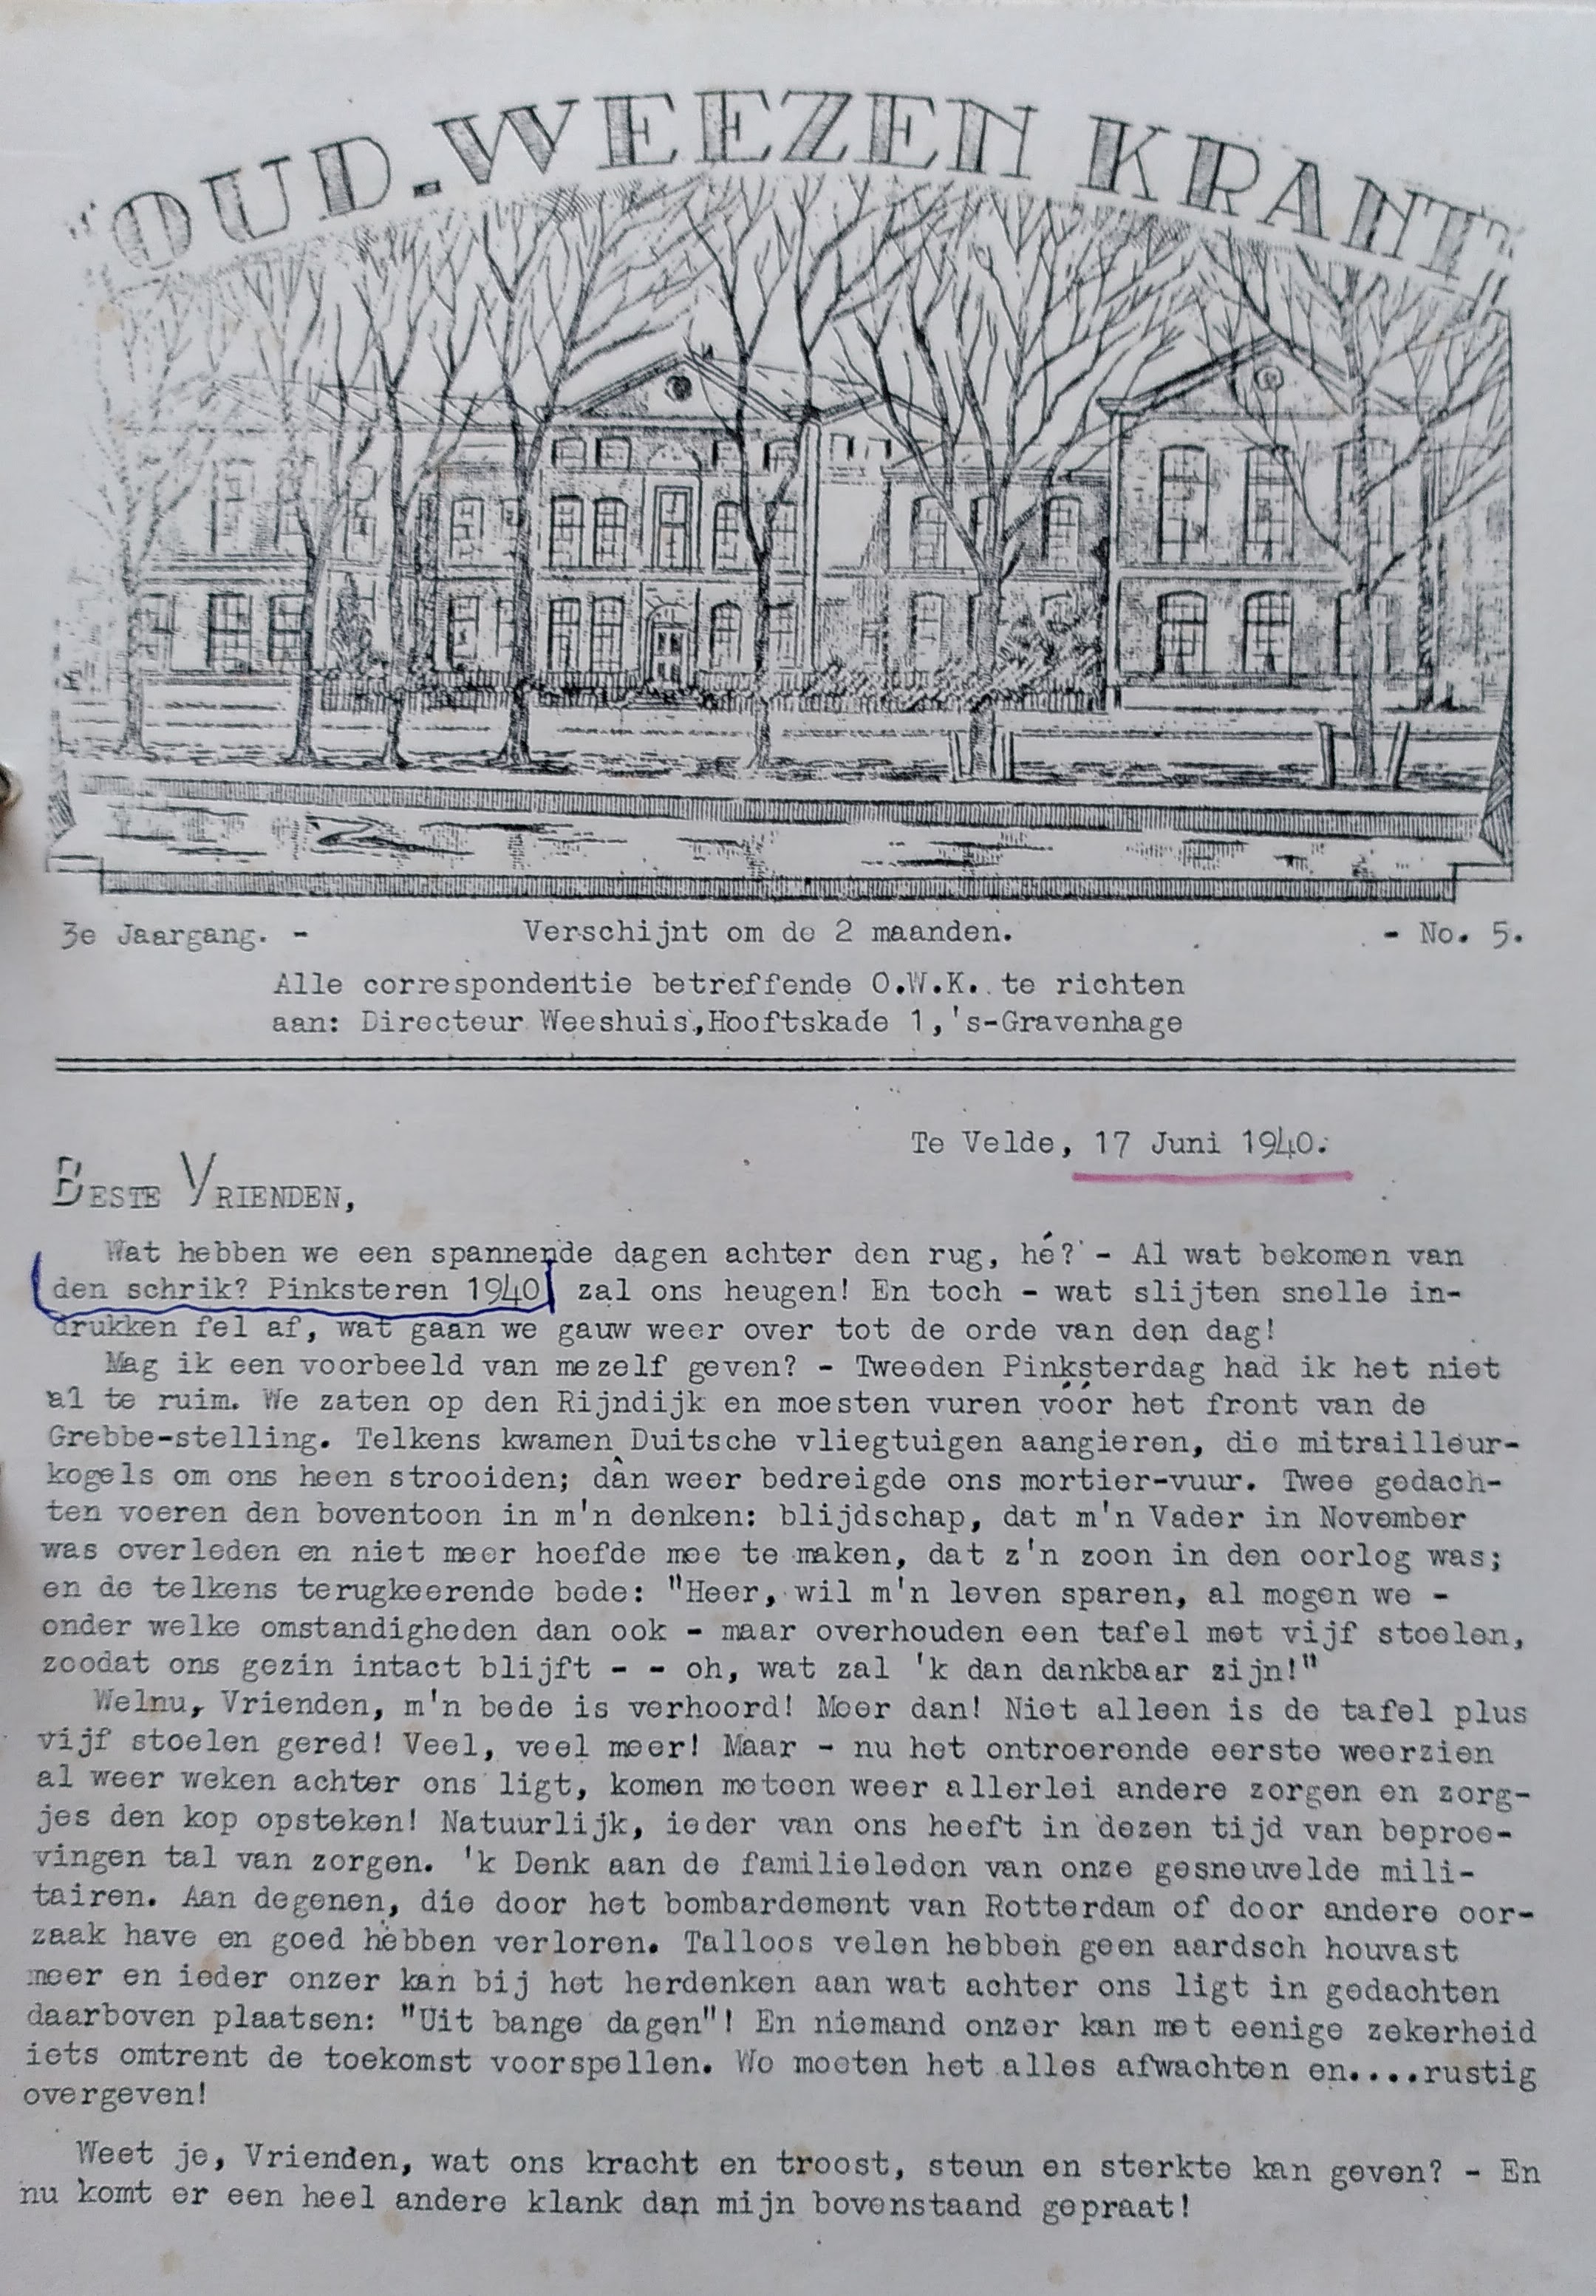 "OUD-WEEZEN KRANT"
3e Jaargang. - Verschijnt om de 2 maanden. - No. 5.
Alle correspondentie betreffende O.W.K. te richten
aan: Directeur Weeshuis, Hooftskade 1, 's-Gravenhage
Te Velde, 17 Juni 1940.
BESTE VRIENDEN,
Wat hebben we een spannende dagen achter den rug, hé? - Al wat bekomen van
den schrik? Pinksteren 1940 zal ons heugen! En toch - wat slijten snelle in-
drukken fel af, wat gaan we gauw weer over tot de orde van den dag!
Mag ik een voorbeeld van mezelf geven? - Tweeden Pinksterdag had ik het niet
al te ruim. We zaten op den Rijndijk en moesten vuren vóór het front van de
Grebbe-stelling. Telkens kwamen Duitsche vliegtuigen aangieren, die mitrailleur-
kogels om ons heen strooiden; dàn weer bedreigde ons mortier-vuur. Twee gedach-
ten voeren den boventoon in m'n denken: blijdschap, dat m'n Vader in November
was overleden en niet meer hoefde mee te maken, dat z'n zoon in den oorlog was;
en de telkens terugkeerende bede: "Heer, wil m'n leven sparen, al mogen we -
onder welke omstandigheden dan ook - maar overhouden een tafel met vijf stoelen,
zoodat ons gezin intact blijft - - oh, wat zal 'k dan dankbaar zijn!"
Welnu, Vrienden, m'n bede is verhoord! Meer dan! Niet alleen is de tafel plus
vijf stoelen gered! Veel, veel meer! Maar - nu het ontroerende eerste weerzien
al weer weken achter ons ligt, komen meteen weer allerlei andere zorgen en zorg-
jes den kop opsteken! Natuurlijk, ieder van ons heeft in dezen tijd van beproe-
vingen tal van zorgen. 'k Denk aan de familieleden van onze gesneuvelde mili-
tairen. Aan degenen, die door het bombardement van Rotterdam of door andere oor-
zaak have en goed hebben verloren. Talloos velen hebben geen aardsch houvast
meer en ieder onzer kan bij het herdenken aan wat achter ons ligt in gedachten
daarboven plaatsen: "Uit bange dagen"! En niemand onzer kan met eenige zekerheid
iets omtrent de toekomst voorspellen. We moeten het alles afwachten en....rustig
overgeven!
Weet je, Vrienden, wat ons kracht en troost, steun en sterkte kan geven? - En
nu komt er een heel andere klank dan mijn bovenstaand gepraat!